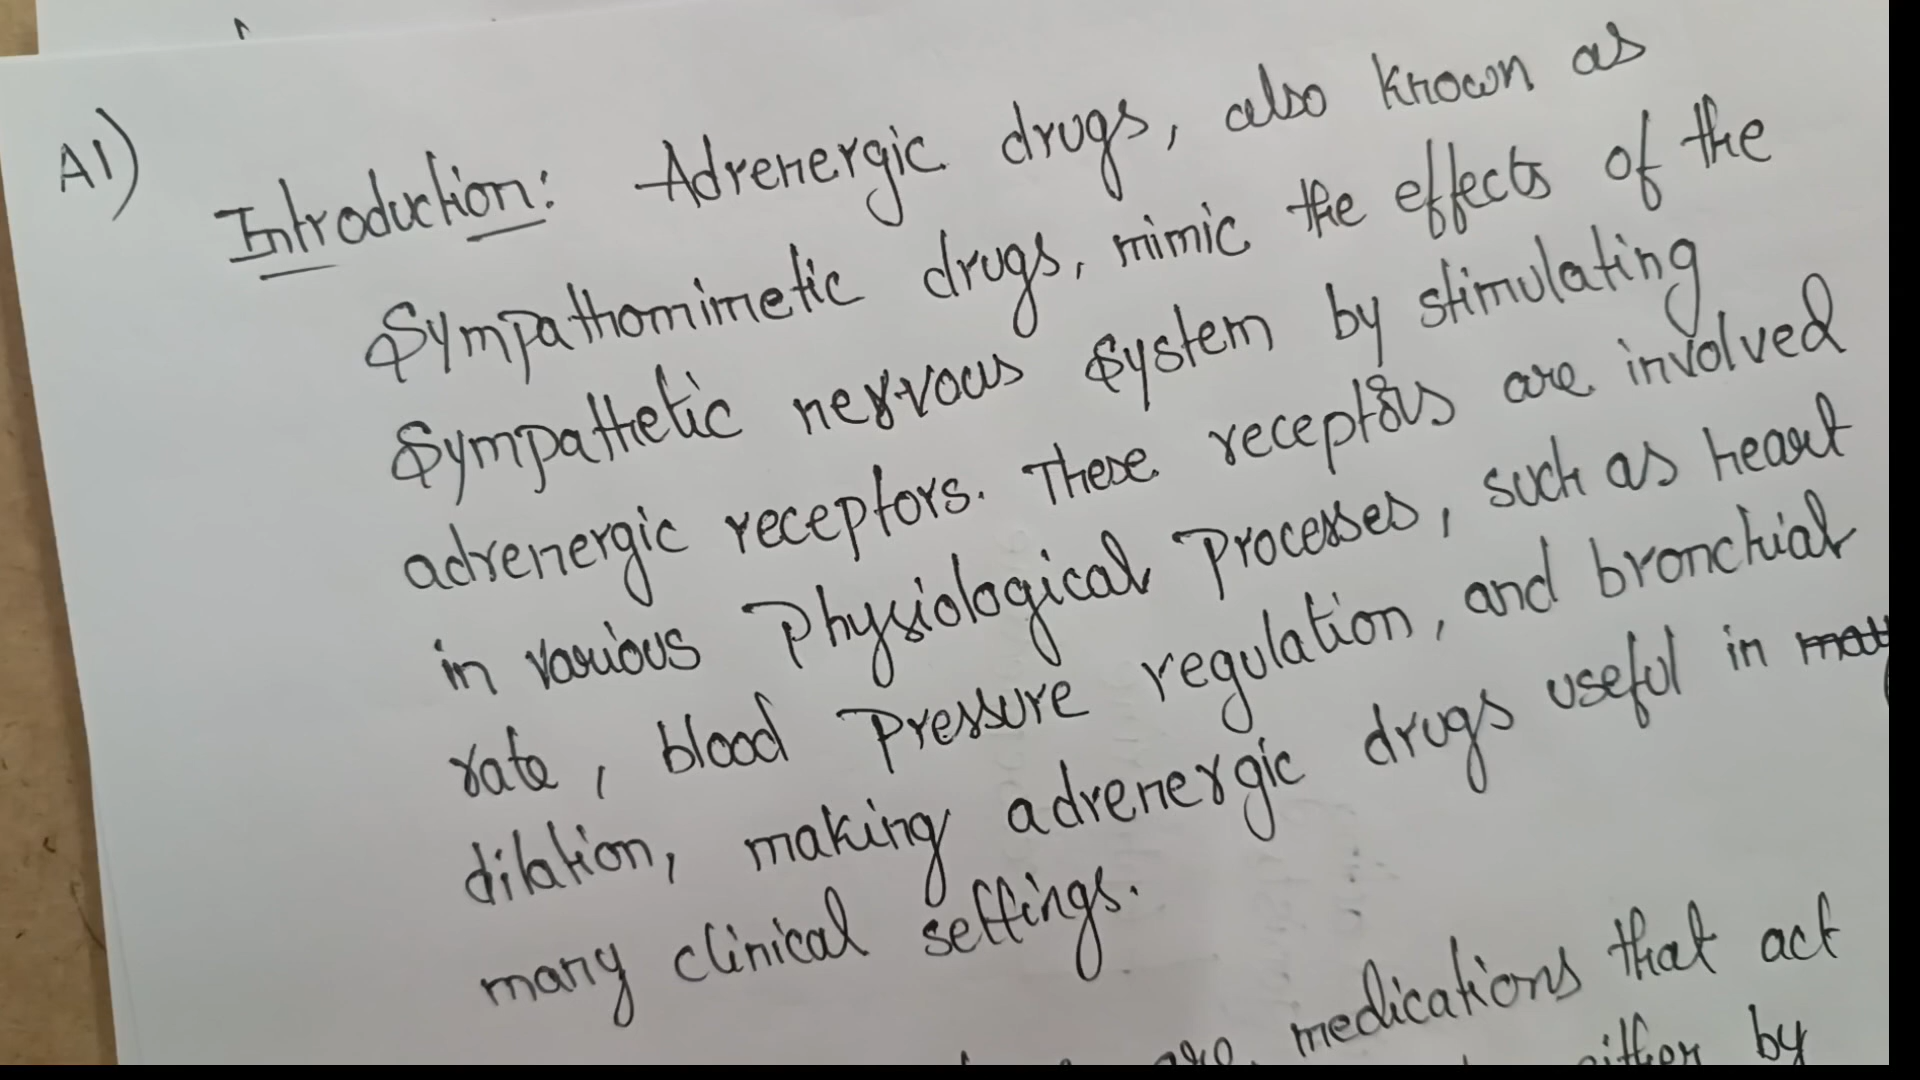 A1)
Introduction: Adrenergic drugs, also known as
Sympathomimetic drugs, mimic the effects of the
Sympathetic nervous system by stimulating
adrenergic receptors. These receptors are involved
in various Physiological Processes, such as heart
rate, blood Pressure regulation, and bronchial
dilation, making adrenergic drugs useful in
many clinical settings.
are medications that act
either by